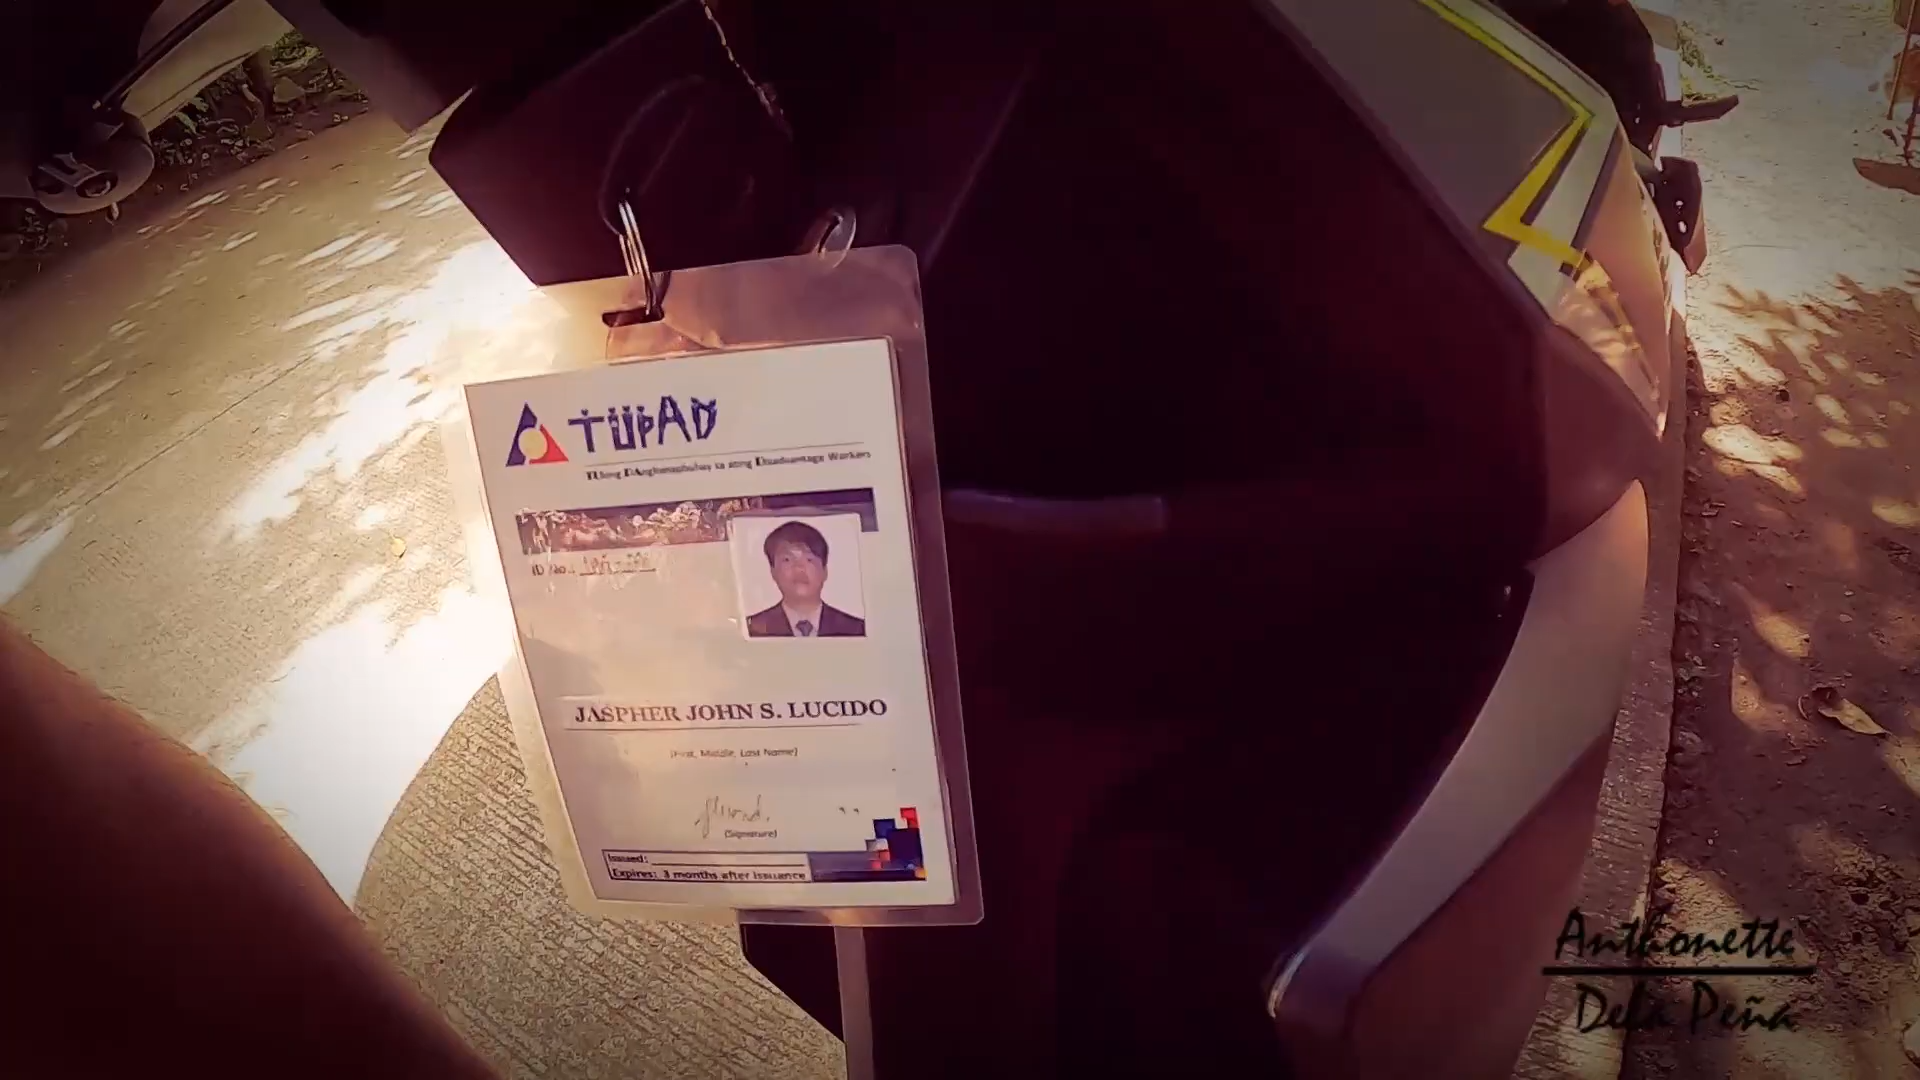 TUPAD
TUlong PAnghanapbuhay sa ating Disadvantage Workers
ID No.:
JASPHER JOHN S. LUCIDO
(First, Middle, Last Name)
(Signature)
Issued:
Expires: 3 months after issuance
Anthonette
Dela Peña